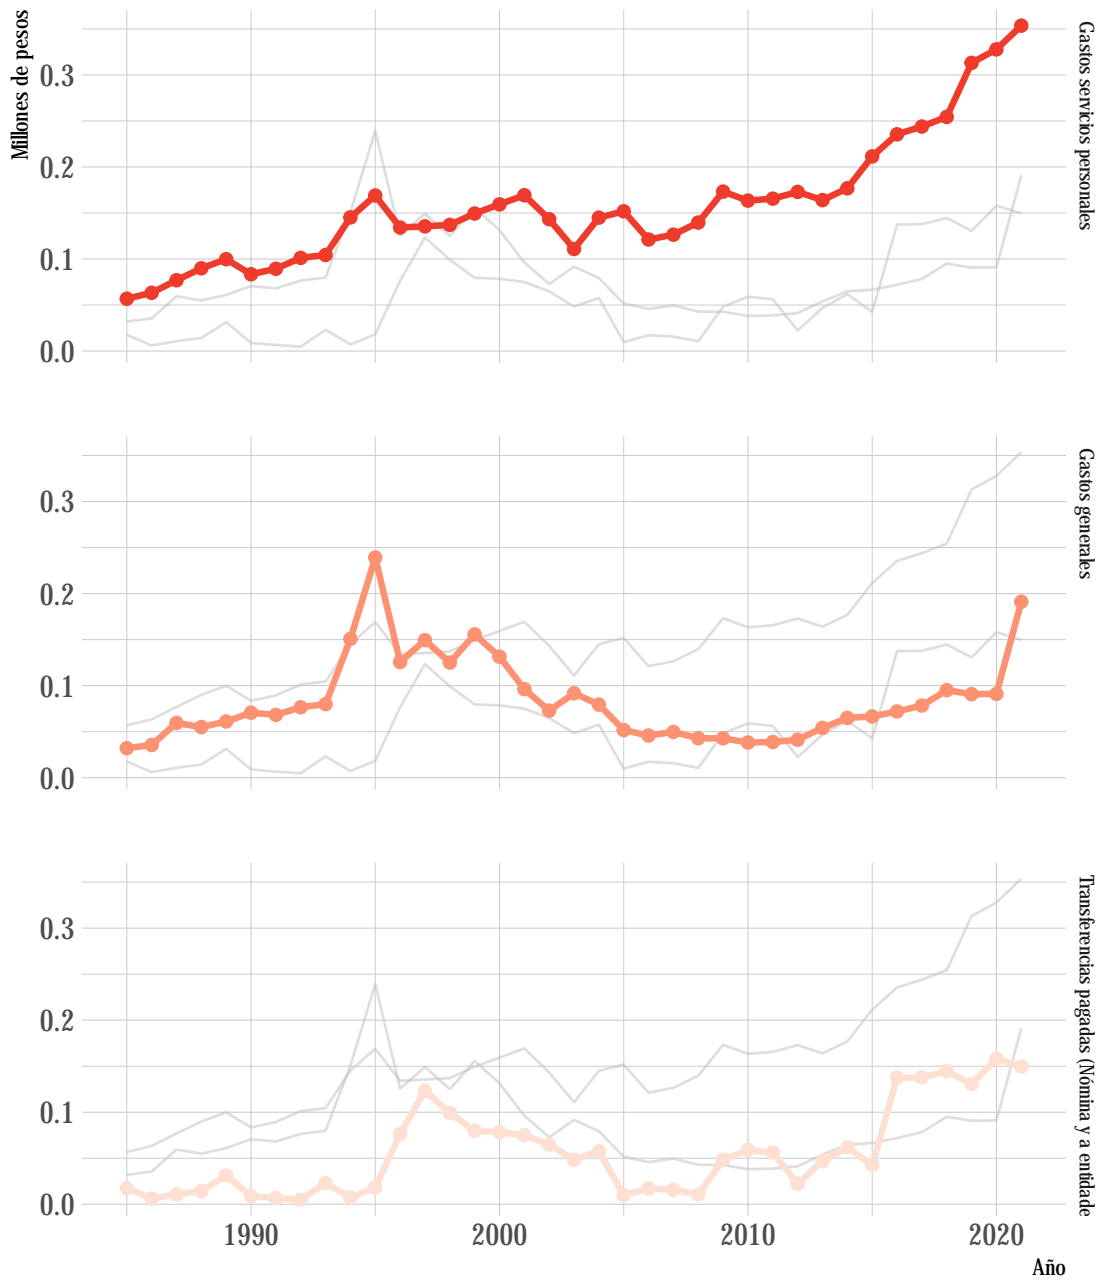 Millones de pesos
Gastos servicios personales
0.3
0.2
0.1
0.0
Gastos generales
0.3
0.2
0.1
0.0
Transferencias pagadas (Nómina y a entidade
0.3
0.2
0.1
0.0
1990 2000 2010 2020
Año